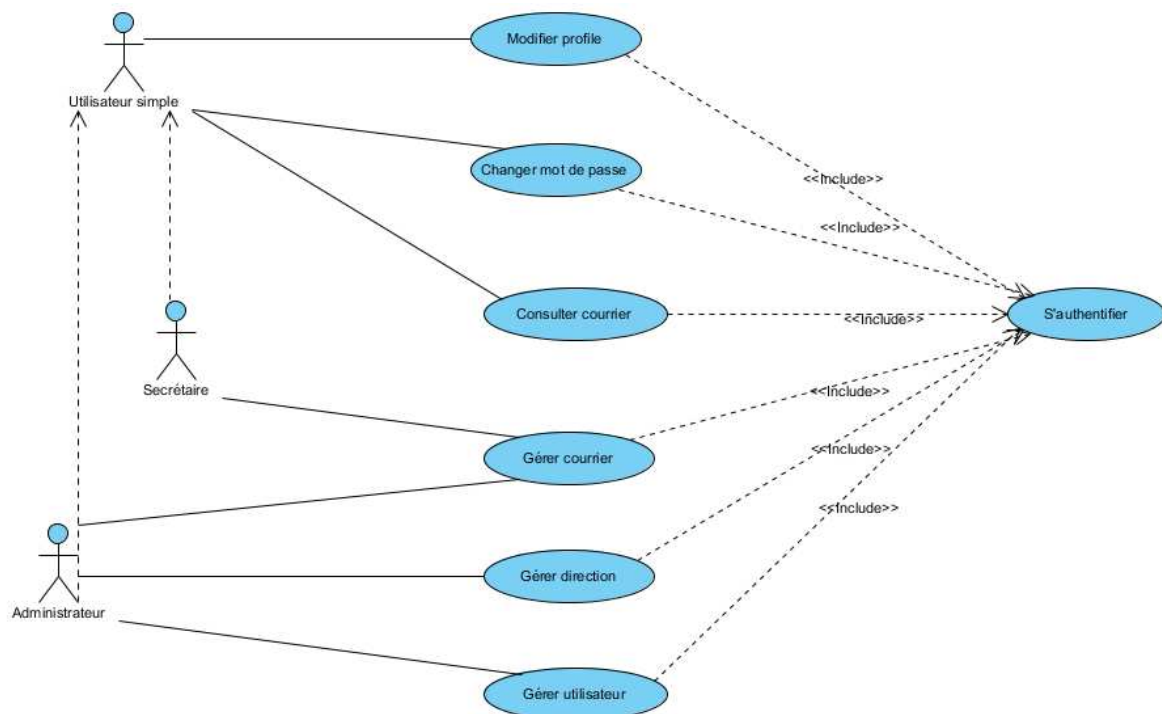 Modifier profile
Utilisateur simple
Changer mot de passe
<<Include>>
<<Include>>
Consulter courrier
<<Include>>
S'authentifier
Secrétaire
<<Include>>
Gérer courrier
<<Include>>
<<Include>>
Gérer direction
Administrateur
Gérer utilisateur